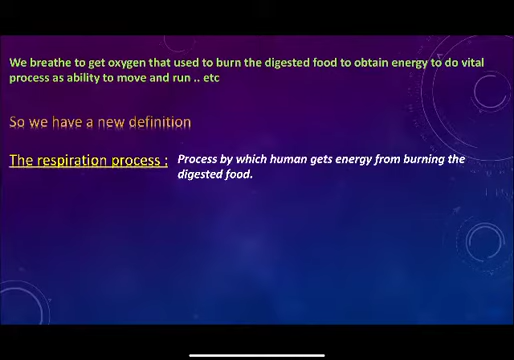 We breathe to get oxygen that used to burn the digested food to obtain energy to do vital
process as ability to move and run .. etc
So we have a new definition
The respiration process : Process by which human gets energy from burning the
digested food.